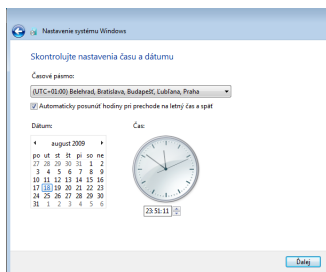 Nastavenie systému Windows
Skontrolujte nastavenia času a dátumu
Časové pásmo:
(UTC+01:00) Belehrad, Bratislava, Budapešť, Ľubľana, Praha
Automaticky posunúť hodiny pri prechode na letný čas a späť
Dátum:
Čas:
august 2009
po ut st št pi so ne
27 28 29 30 31 1 2
3 4 5 6 7 8 9
10 11 12 13 14 15 16
17 18 19 20 21 22 23
24 25 26 27 28 29 30
31 1 2 3 4 5 6
23:51:11
Ďalej